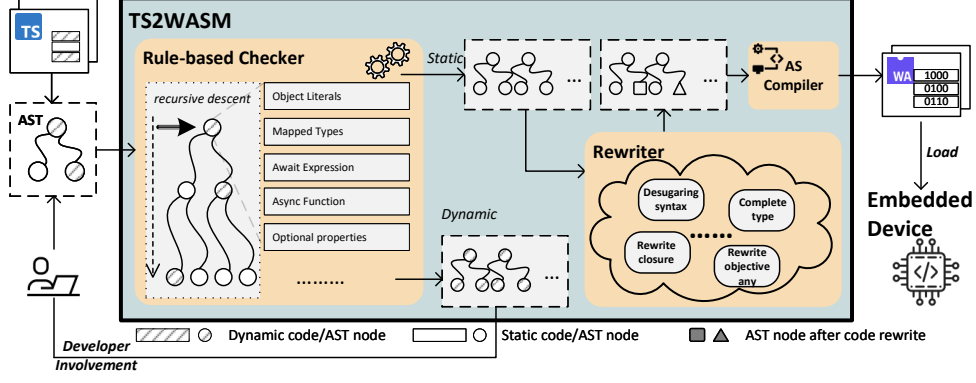 TS2WASM
TS
Rule-based Checker
Static
...
...
AS
Compiler
WA
1000
0100
0110
AST
recursive descent
Object Literals
Mapped Types
Await Expression
Async Function
Optional properties
.........
Dynamic
...
Rewriter
Desugaring
syntax
Complete
type
......
Rewrite
closure
Rewrite
objective
any
Load
Embedded
Device
Dynamic code/AST node
Static code/AST node
AST node after code rewrite
Developer
Involvement